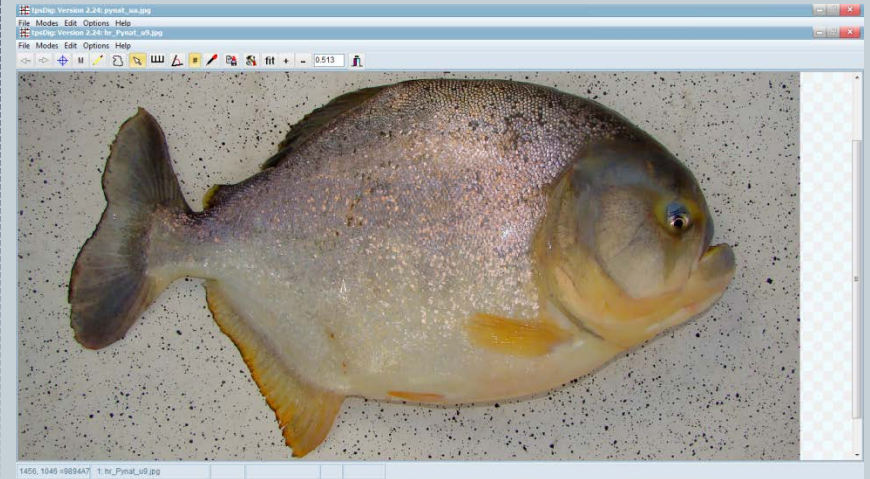 tpsDig: Version 2.24: pynat_ua.jpg
File Modes Edit Options Help
tpsDig: Version 2.24: hr_Pynat_u9.jpg
File Modes Edit Options Help
M # fit + - 0.513
1456, 1046 =9894A7 1: hr_Pynat_u9.jpg